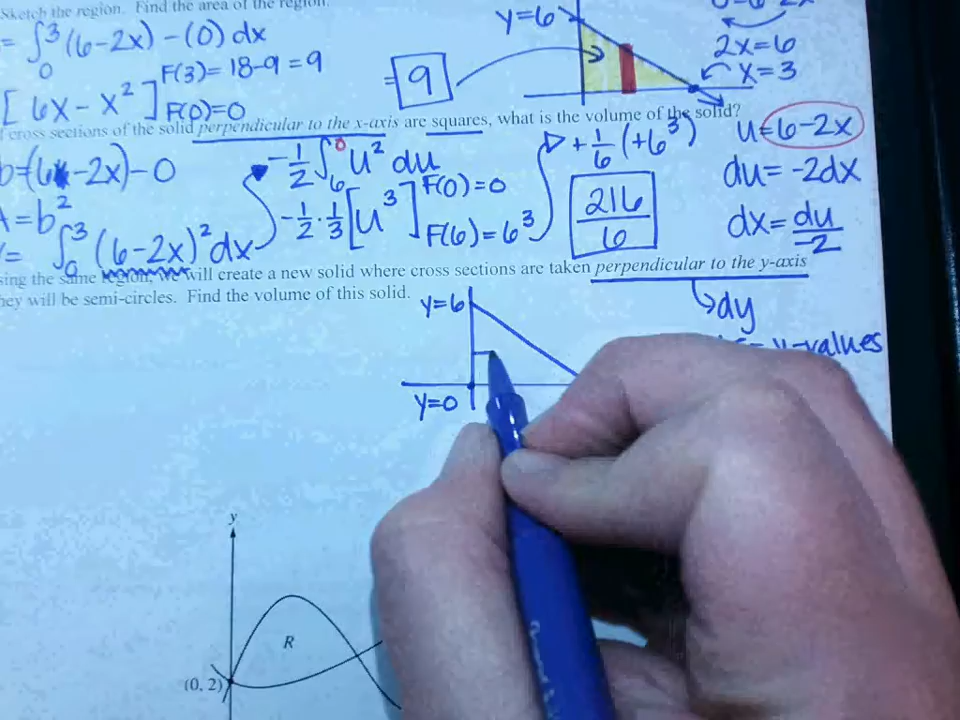 Sketch the region. Find the area of the region.
y=6
= ∫₀³ (6-2x) - (0) dx
2x=6
x=3
F(3) = 18-9 = 9
= 9
[6x - x²]
F(0)=0
cross sections of the solid perpendicular to the x-axis are squares, what is the volume of the solid?
u=6-2x
b=(6-2x)-0
-1/2 ∫₆⁰ u² du
+1/6 (+6³)
du = -2dx
A=b²
-1/2 · 1/3 [u³]
F(0)=0
F(6)=6³
216/6
dx = du/-2
V= ∫₀³ (6-2x)² dx
sing the same region, we will create a new solid where cross sections are taken perpendicular to the y-axis
hey will be semi-circles. Find the volume of this solid.
y=6
dy
y-values
y=0
y
R
(0, 2)